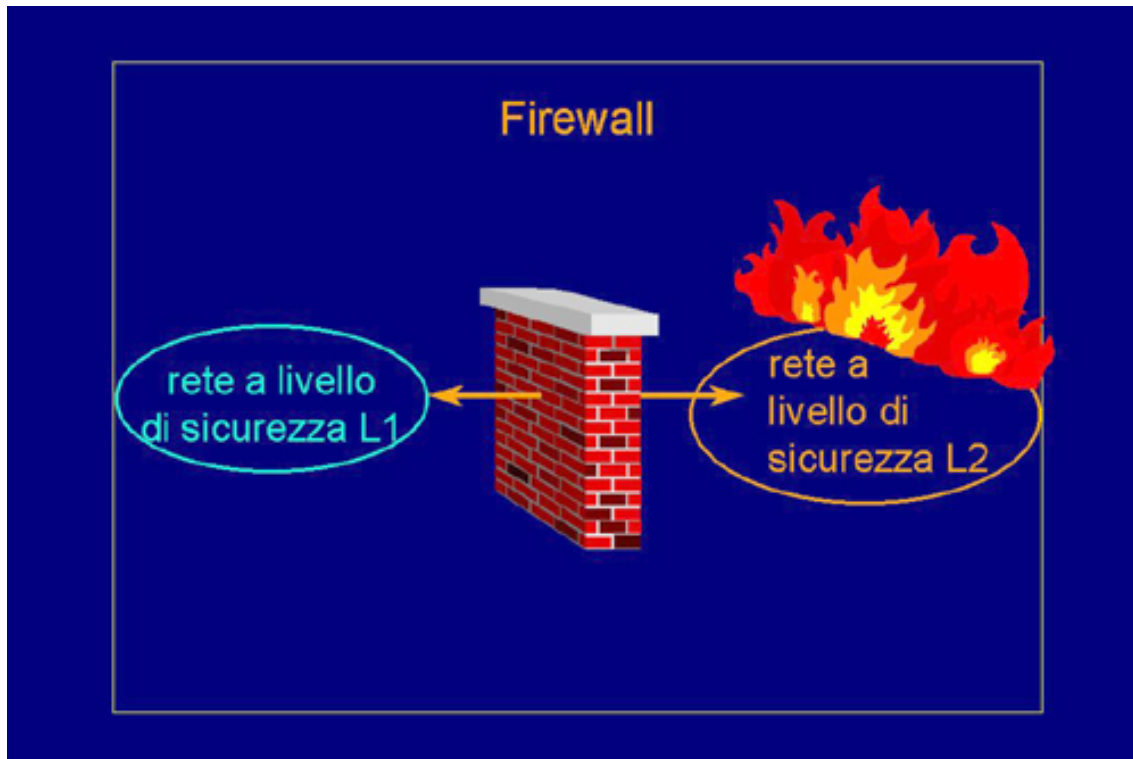 Firewall
rete a livello
di sicurezza L1
rete a
livello di
sicurezza L2